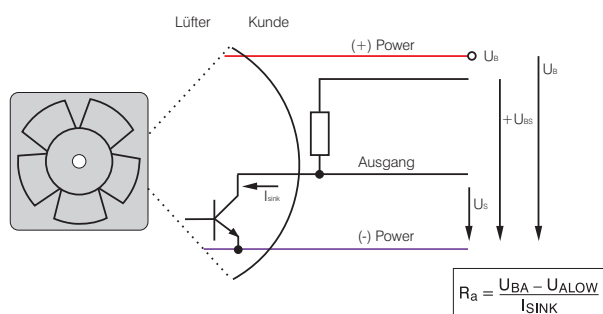 Lüfter Kunde
(+) Power
UB
UB
+UBS
Ausgang
Isink
US
(-) Power
Ra = UBA – UALOW / ISINK